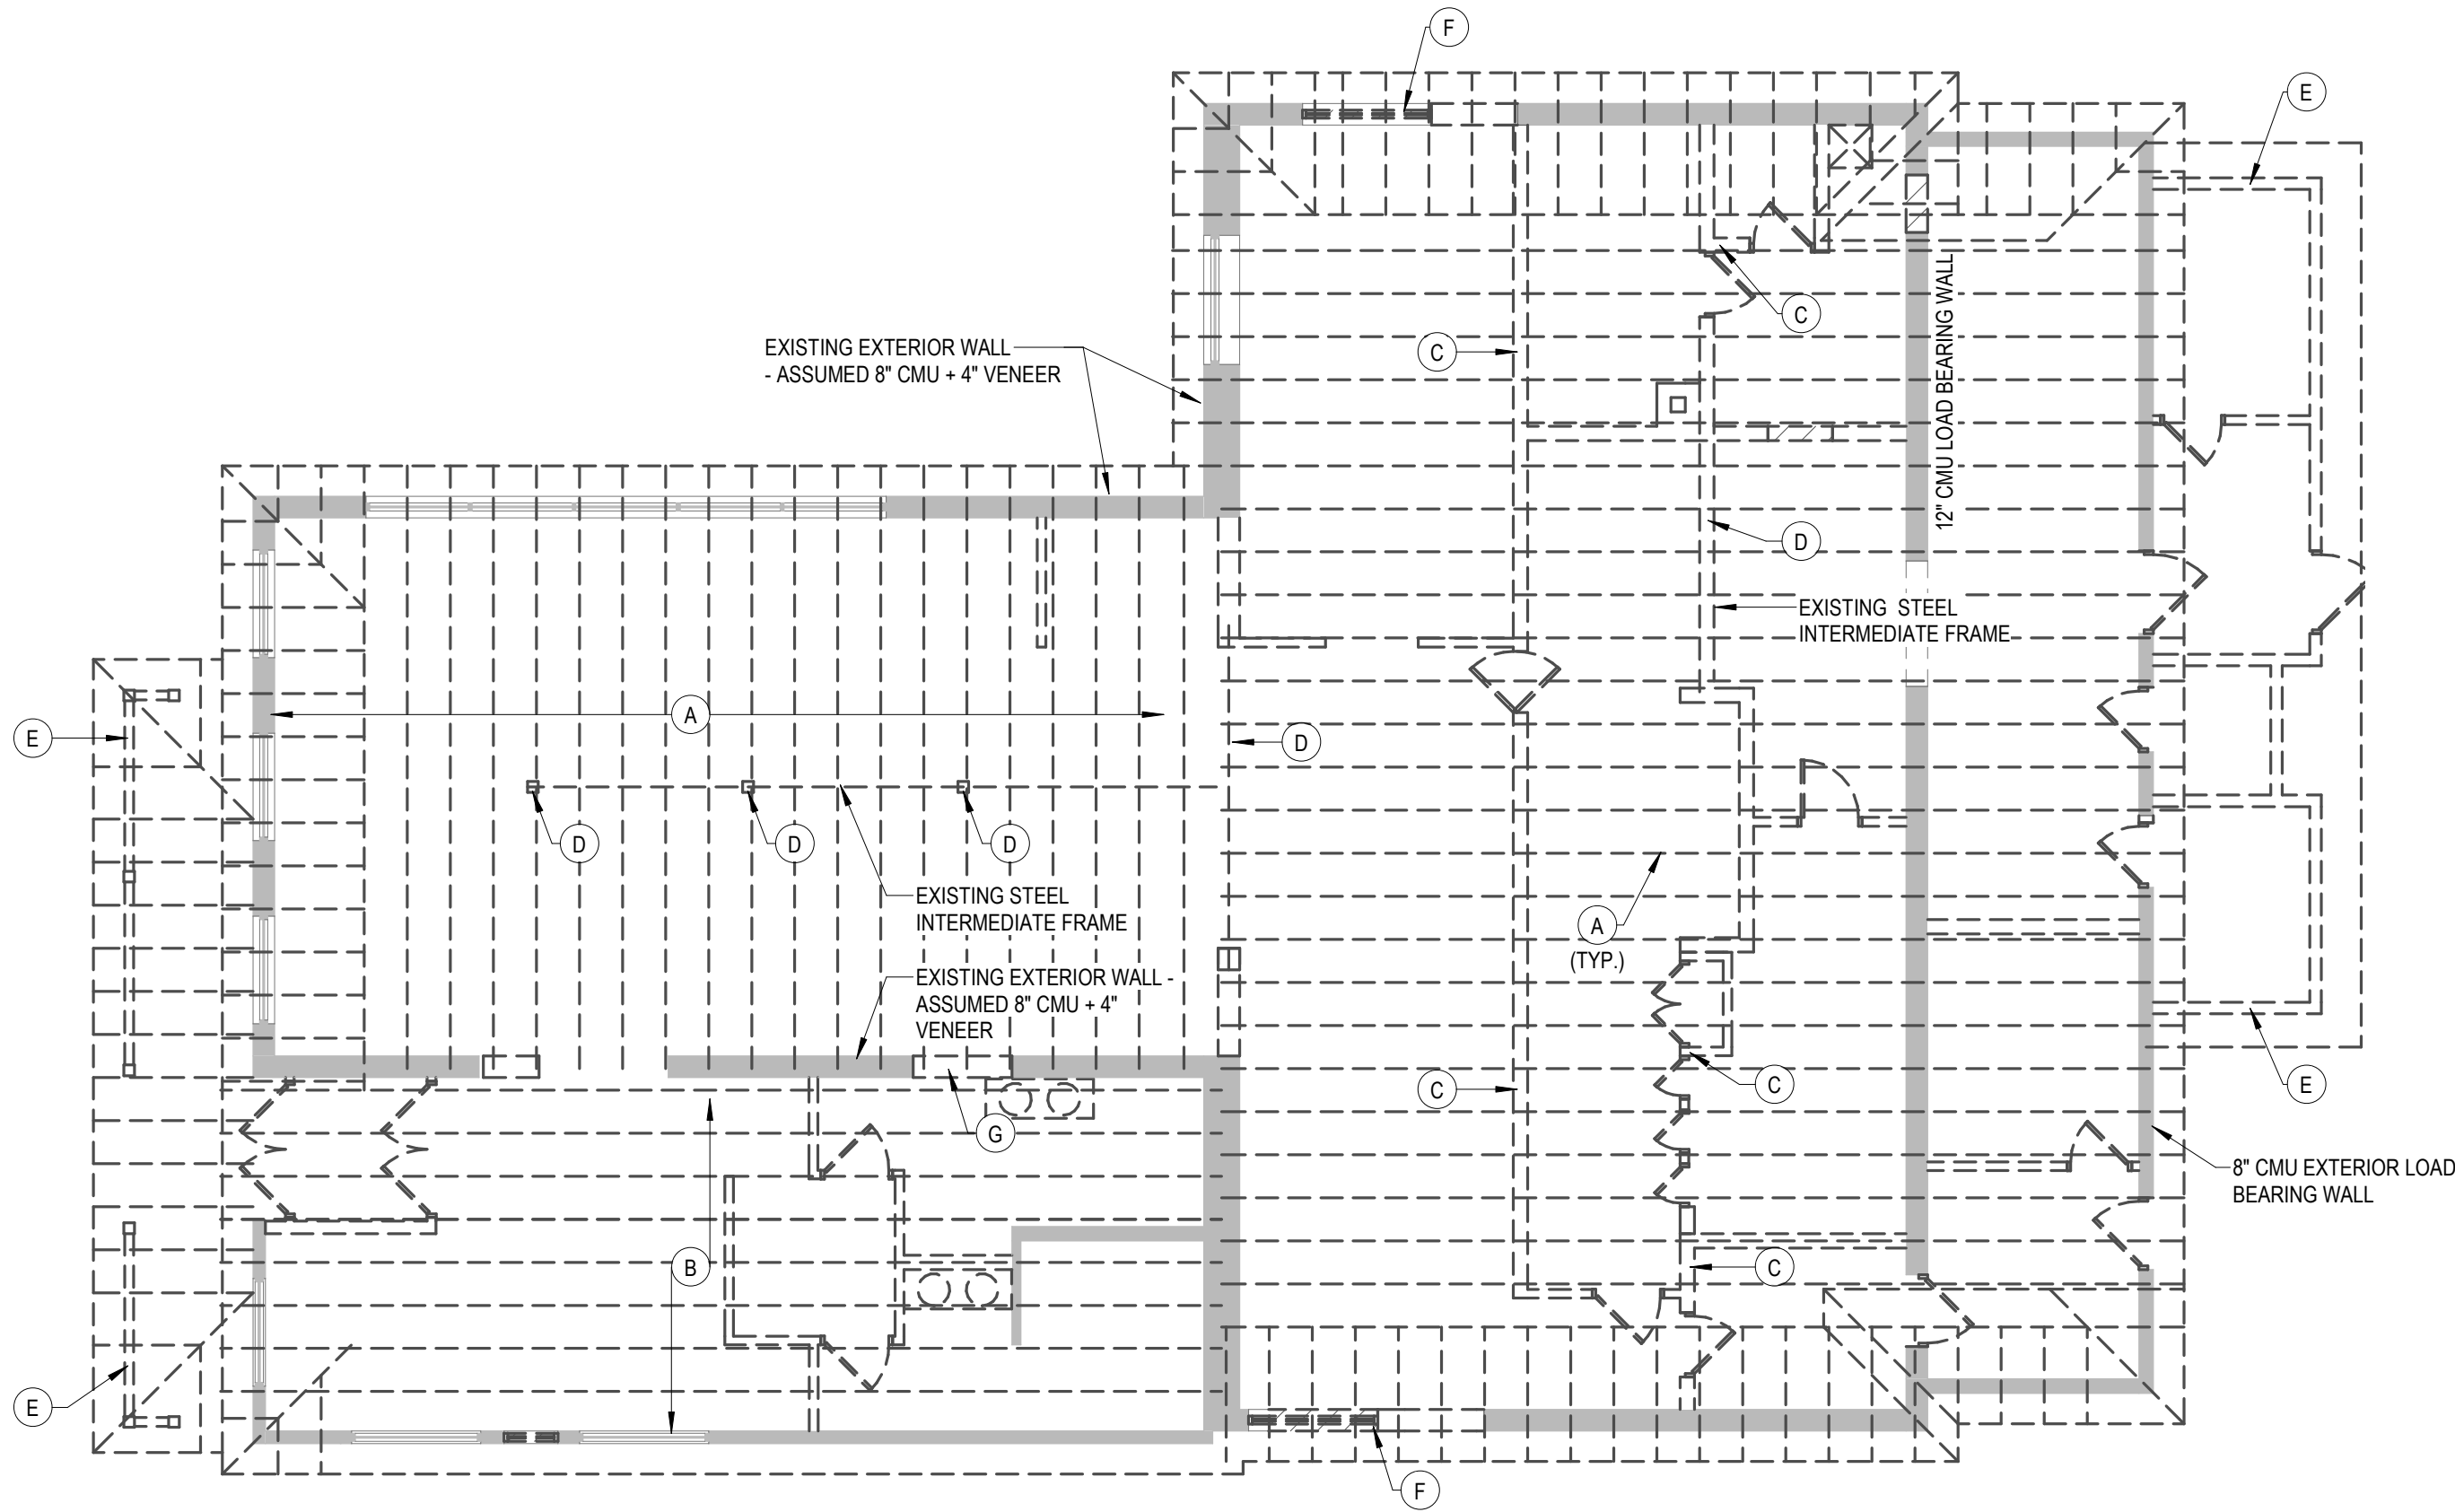 F
E
EXISTING EXTERIOR WALL
- ASSUMED 8" CMU + 4" VENEER
C
C
12" CMU LOAD BEARING WALL
D
EXISTING STEEL
INTERMEDIATE FRAME
E
A
D
D
D
D
EXISTING STEEL
INTERMEDIATE FRAME
A
(TYP.)
EXISTING EXTERIOR WALL -
ASSUMED 8" CMU + 4"
VENEER
C
C
E
G
8" CMU EXTERIOR LOAD
BEARING WALL
B
C
E
F